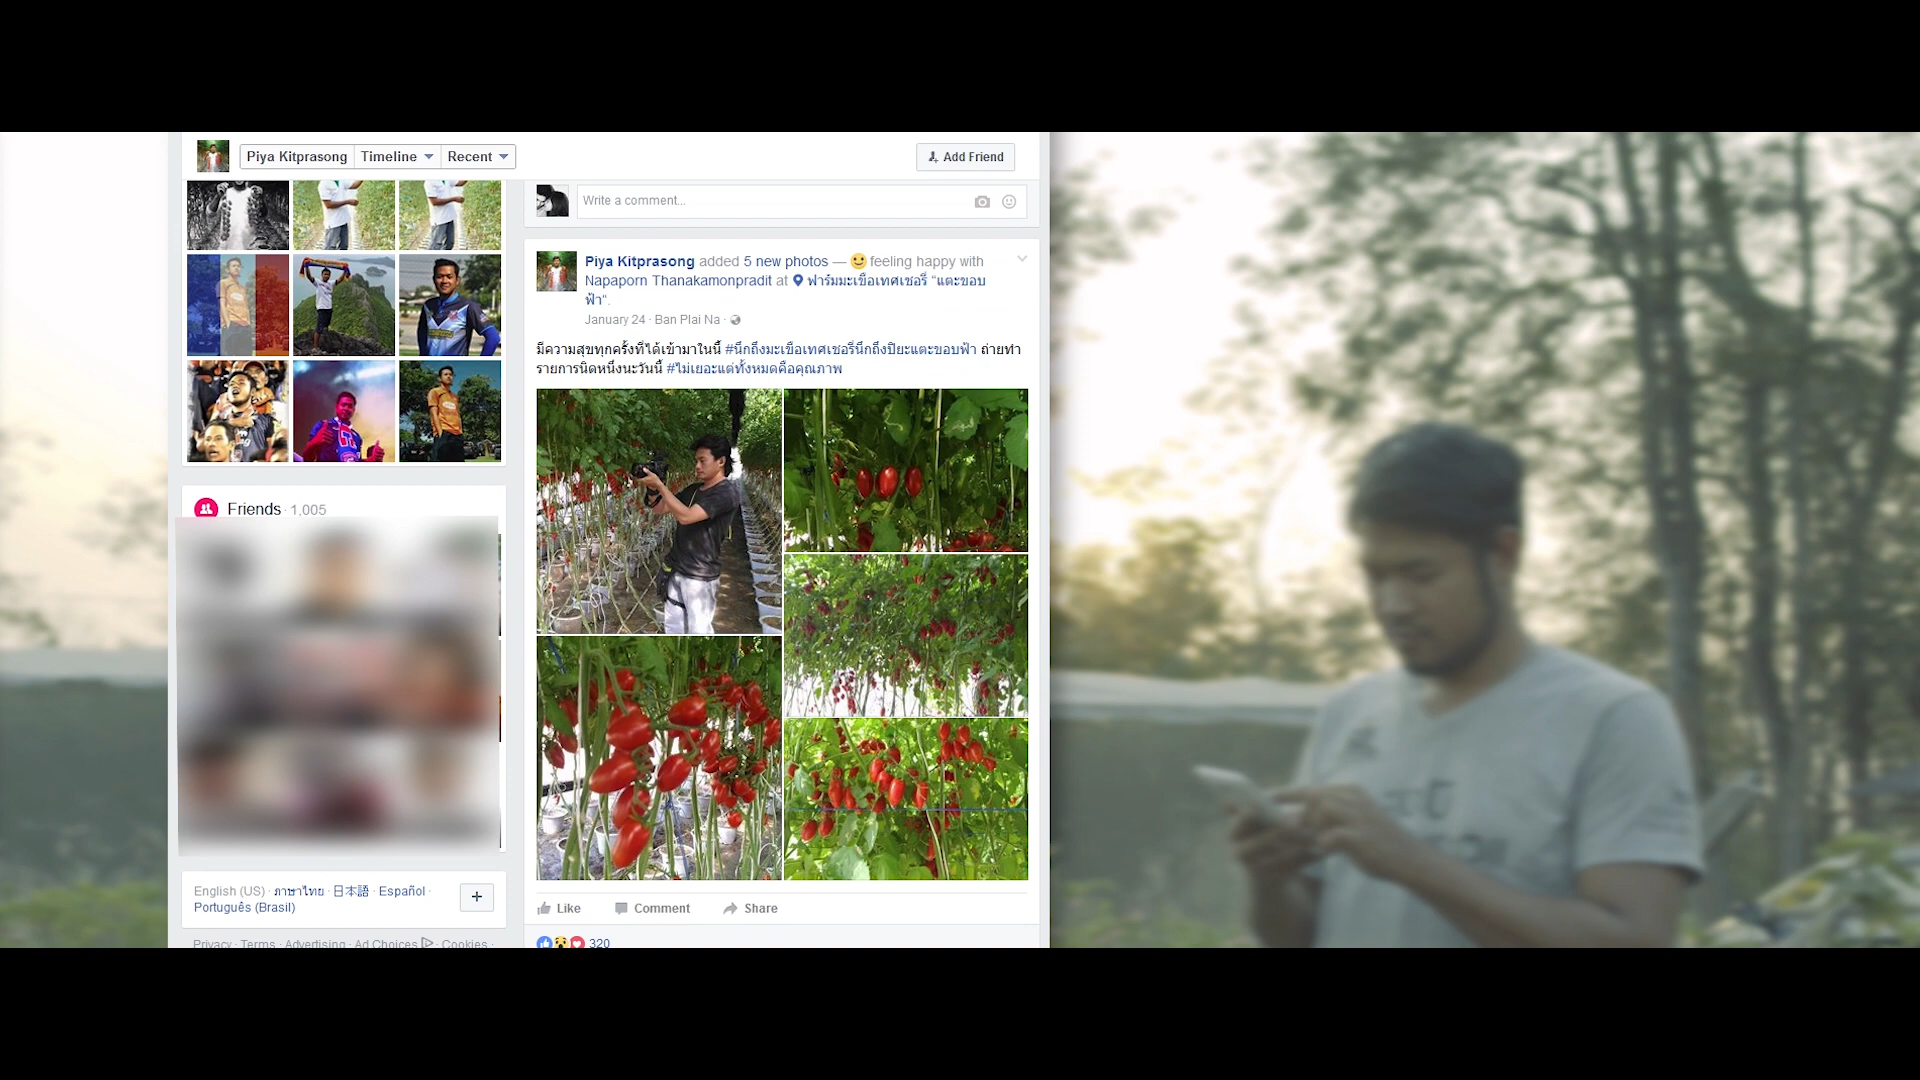 Piya Kitprasong Timeline Recent
Add Friend
Write a comment...
Friends · 1,005
English (US) · ภาษาไทย · 日本語 · Español ·
Português (Brasil)
Privacy · Terms · Advertising · Ad Choices · Cookies ·
Piya Kitprasong added 5 new photos — feeling happy with
Napaporn Thanakamonpradit at ฟาร์มมะเขือเทศเชอรี่ "แตะขอบ
ฟ้า".
January 24 · Ban Plai Na ·
มีความสุขทุกครั้งที่ได้เข้ามาในนี้ #นึกถึงมะเขือเทศเชอรี่นึกถึงปิยะแตะขอบฟ้า ถ่ายทำ
รายการนิดหนึ่งนะวันนี้ #ไม่เยอะแต่ทั้งหมดคือคุณภาพ
Like Comment Share
320